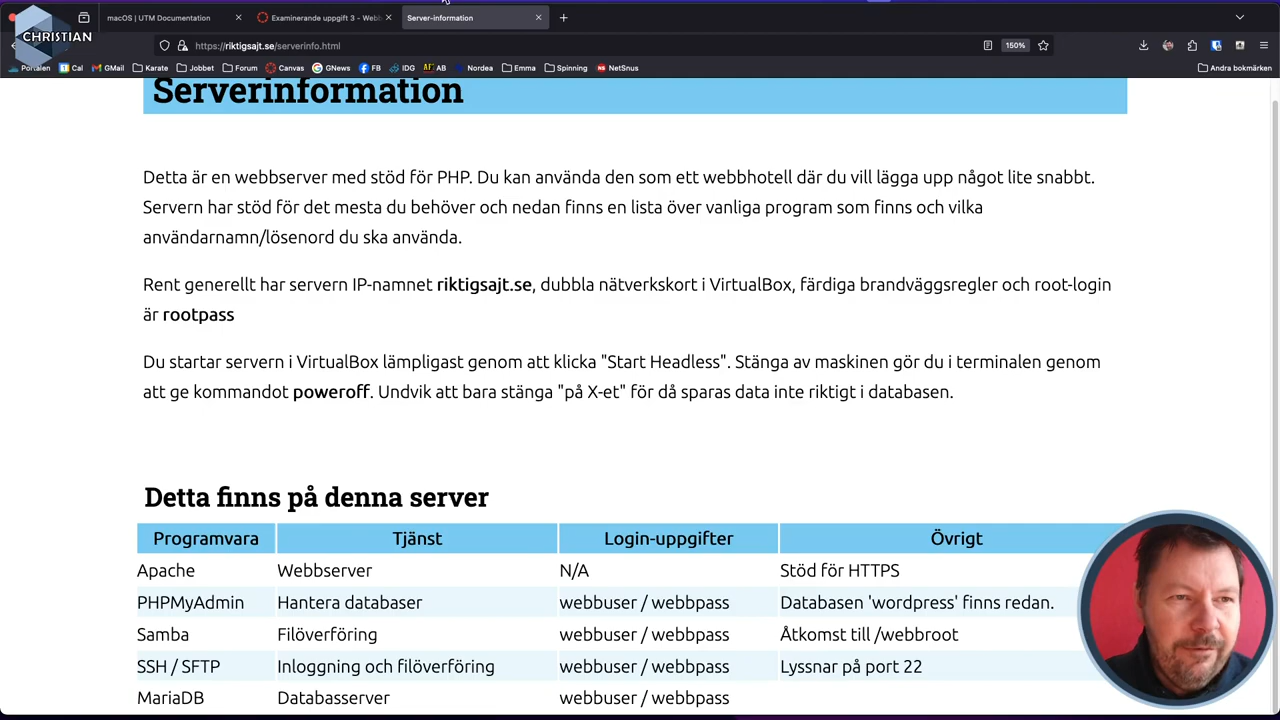 macOS | UTM Documentation
Examinerande uppgift 3 - Webb
Server-information
CHRISTIAN
https://riktigsajt.se/serverinfo.html
150%
Portalen
Cal
GMail
Karate
Jobbet
Forum
Canvas
GNews
FB
IDG
AB
Nordea
Emma
Spinning
NetSnus
Andra bokmärken
Serverinformation
Detta är en webbserver med stöd för PHP. Du kan använda den som ett webbhotell där du vill lägga upp något lite snabbt.
Servern har stöd för det mesta du behöver och nedan finns en lista över vanliga program som finns och vilka
användarnamn/lösenord du ska använda.
Rent generellt har servern IP-namnet riktigsajt.se, dubbla nätverkskort i VirtualBox, färdiga brandväggsregler och root-login
är rootpass
Du startar servern i VirtualBox lämpligast genom att klicka "Start Headless". Stänga av maskinen gör du i terminalen genom
att ge kommandot poweroff. Undvik att bara stänga "på X-et" för då sparas data inte riktigt i databasen.
Detta finns på denna server
Programvara Tjänst Login-uppgifter Övrigt
Apache Webbserver N/A Stöd för HTTPS
PHPMyAdmin Hantera databaser webbuser / webbpass Databasen 'wordpress' finns redan.
Samba Filöverföring webbuser / webbpass Åtkomst till /webbroot
SSH / SFTP Inloggning och filöverföring webbuser / webbpass Lyssnar på port 22
MariaDB Databasserver webbuser / webbpass